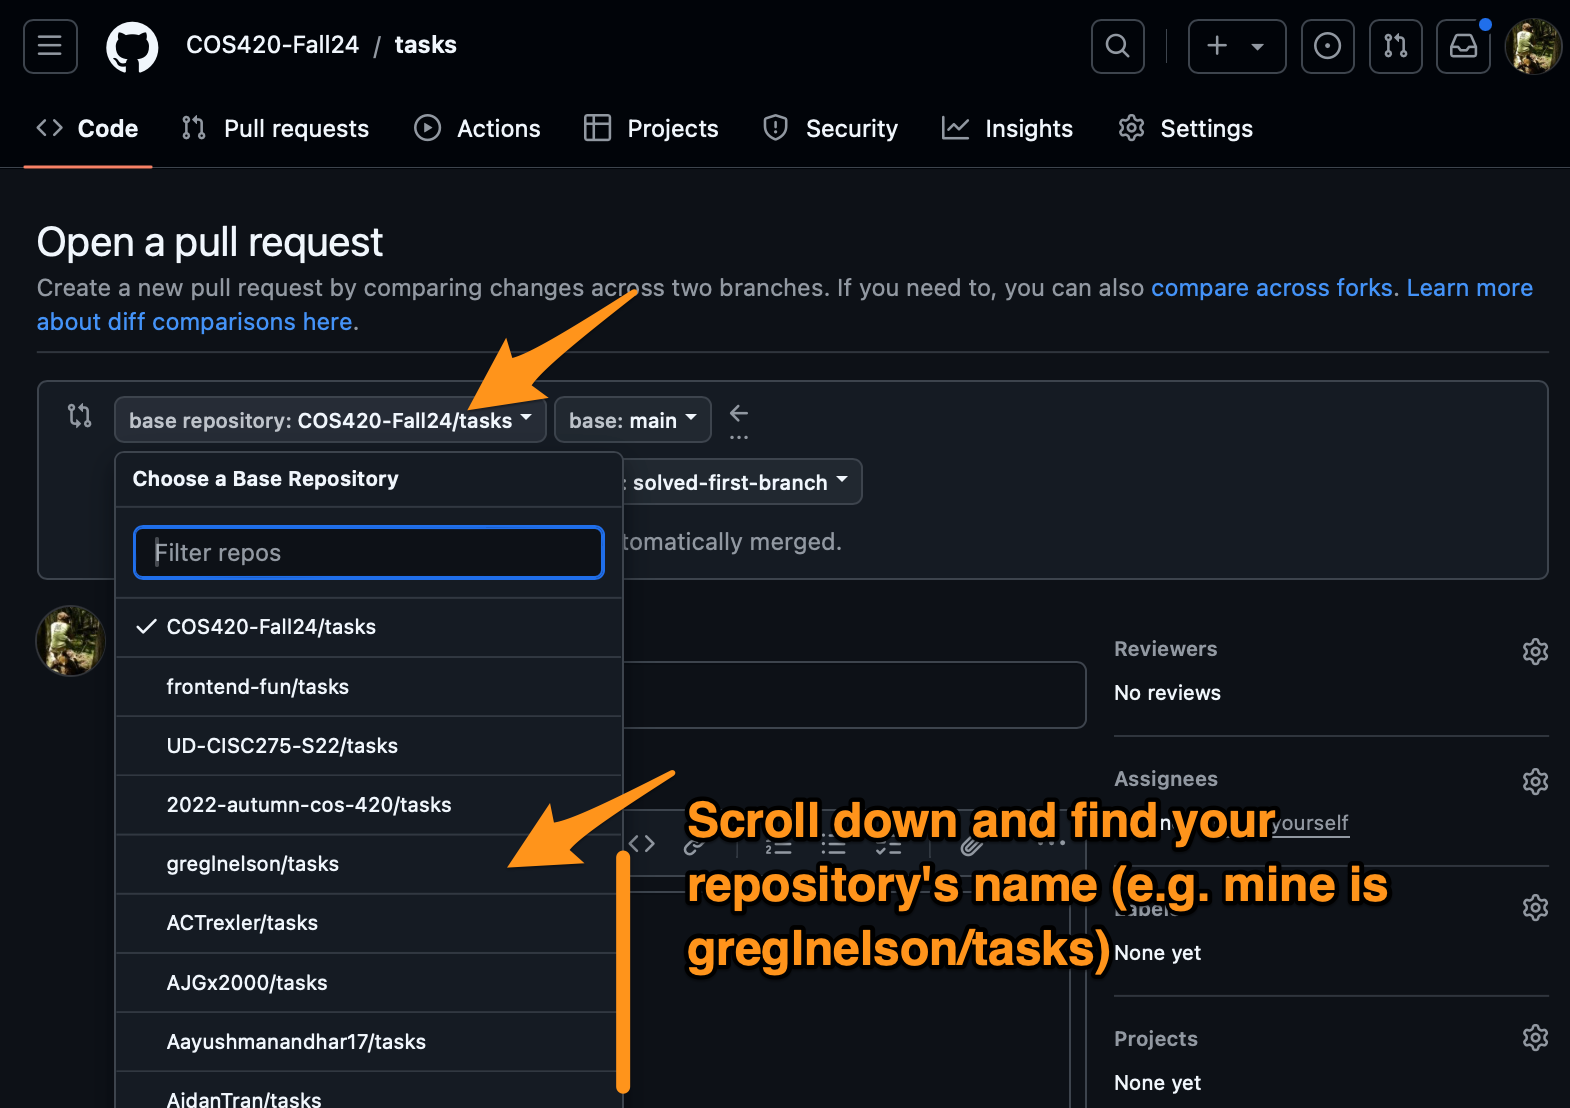 COS420-Fall24 / tasks
Code Pull requests Actions Projects Security Insights Settings
Open a pull request
Create a new pull request by comparing changes across two branches. If you need to, you can also compare across forks. Learn more
about diff comparisons here.
base repository: COS420-Fall24/tasks base: main
Choose a Base Repository
: solved-first-branch
Filter repos
tomatically merged.
COS420-Fall24/tasks
frontend-fun/tasks
UD-CISC275-S22/tasks
2022-autumn-cos-420/tasks
greglnelson/tasks
ACTrexler/tasks
AJGx2000/tasks
Aayushmanandhar17/tasks
AidanTran/tasks
Scroll down and find your
repository's name (e.g. mine is
greglnelson/tasks)
Reviewers
No reviews
Assignees
yourself
Labels
None yet
Projects
None yet